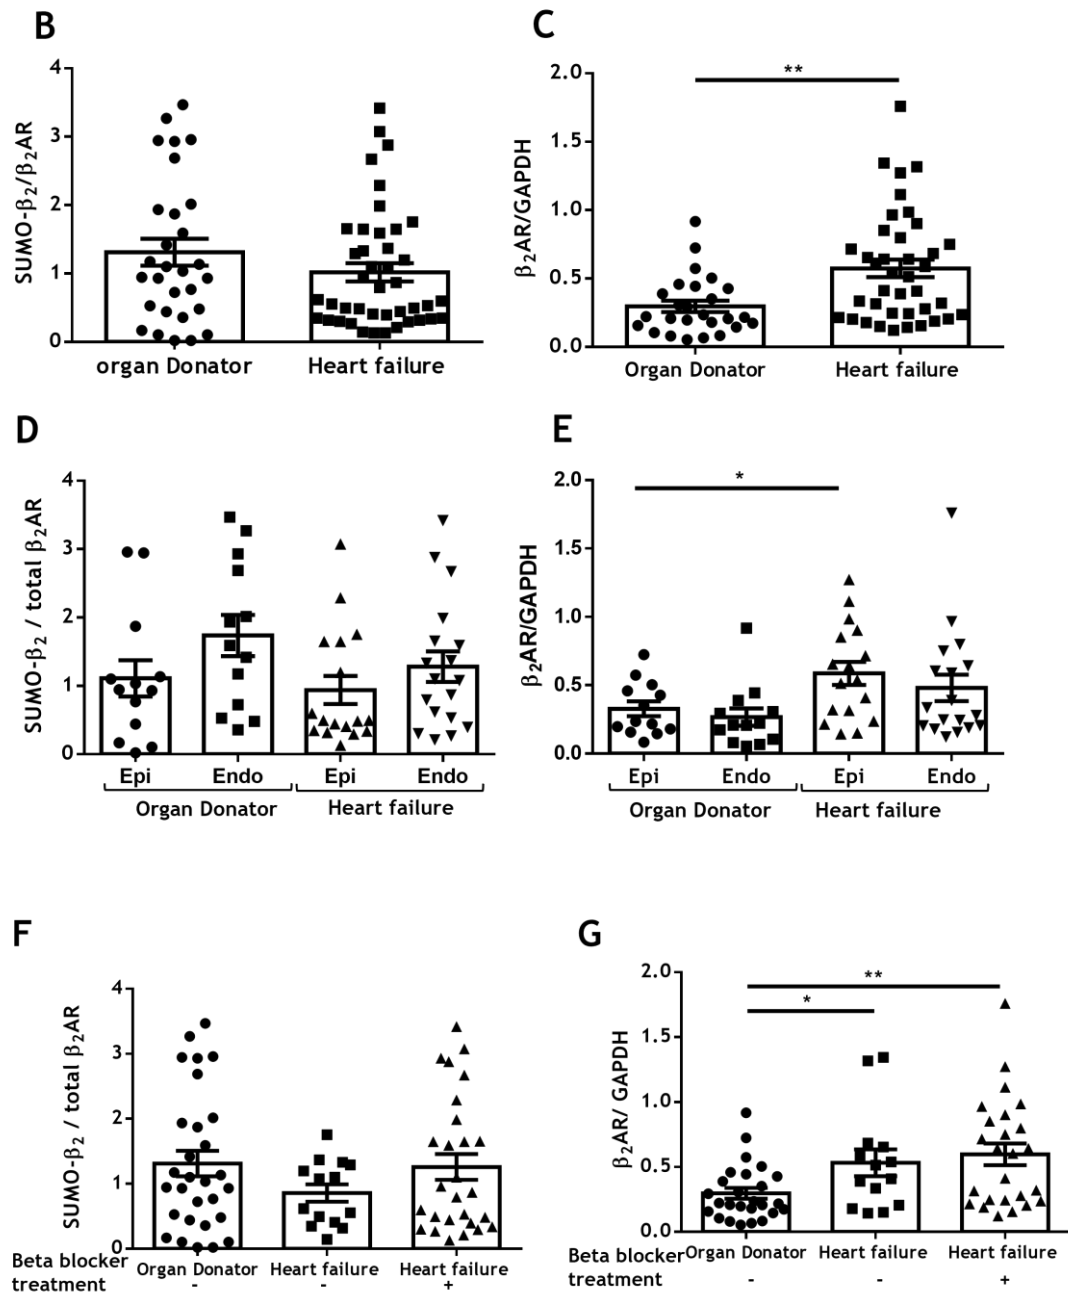 B
SUMO-β₂/β₂AR
4
3
2
1
0
organ Donator Heart failure
C
β₂AR/GAPDH
2.0
1.5
1.0
0.5
0.0
**
Organ Donator Heart failure
D
SUMO-β₂ / total β₂AR
4
3
2
1
0
Epi Endo Epi Endo
Organ Donator Heart failure
E
β₂AR/GAPDH
2.0
1.5
1.0
0.5
0.0
*
Epi Endo Epi Endo
Organ Donator Heart failure
F
SUMO-β₂ / total β₂AR
4
3
2
1
0
Organ Donator Heart failure Heart failure
Beta blocker
treatment - - +
G
β₂AR/ GAPDH
2.0
1.5
1.0
0.5
0.0
**
*
Organ Donator Heart failure Heart failure
Beta blocker
treatment - - +